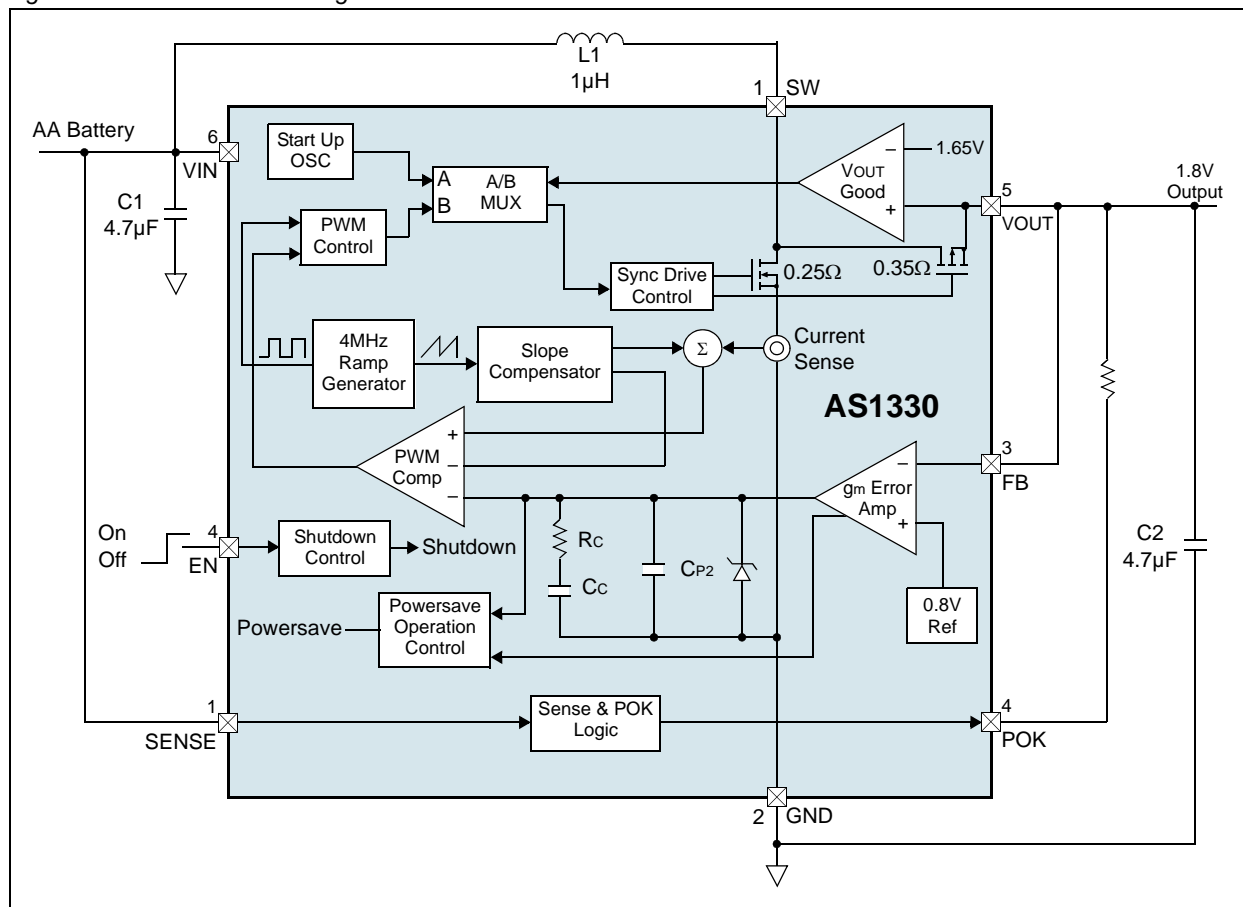 L1
1µH
1
SW
AA Battery
6
VIN
Start Up
OSC
A
B
A/B
MUX
VOUT
Good
−
+
1.65V
5
VOUT
1.8V
Output
C1
4.7µF
PWM
Control
Sync Drive
Control
0.25Ω
0.35Ω
4MHz
Ramp
Generator
Slope
Compensator
Σ
Current
Sense
AS1330
PWM
Comp
+
−
−
gm Error
Amp
−
+
3
FB
On
Off
4
EN
Shutdown
Control
Shutdown
RC
CC
CP2
C2
4.7µF
0.8V
Ref
Powersave
Powersave
Operation
Control
1
SENSE
Sense & POK
Logic
4
POK
2
GND